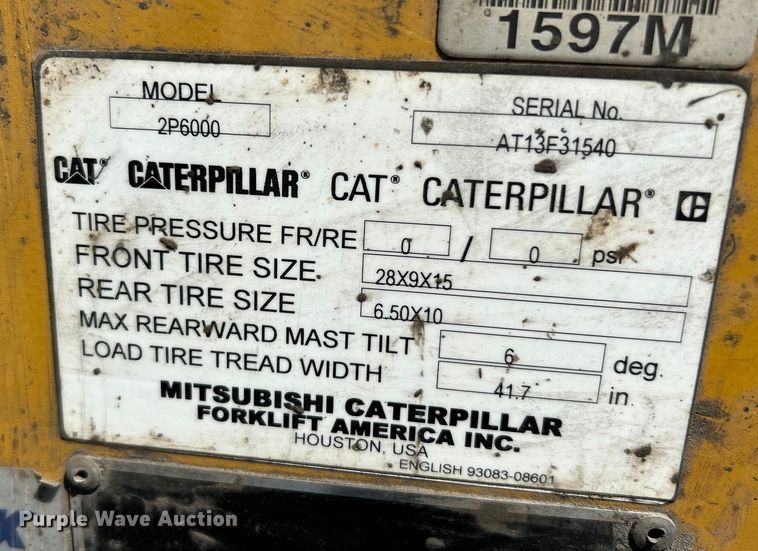 1597M
MODEL
2P6000
SERIAL No.
AT13F31540
CAT CATERPILLAR® CAT® CATERPILLAR®
TIRE PRESSURE FR/RE 0 / 0 psi
FRONT TIRE SIZE 28X9X15
REAR TIRE SIZE 6.50X10
MAX REARWARD MAST TILT 6 deg.
LOAD TIRE TREAD WIDTH 41.7 in.
MITSUBISHI CATERPILLAR
FORKLIFT AMERICA INC.
HOUSTON, USA
ENGLISH 93083-08601
Purple Wave Auction